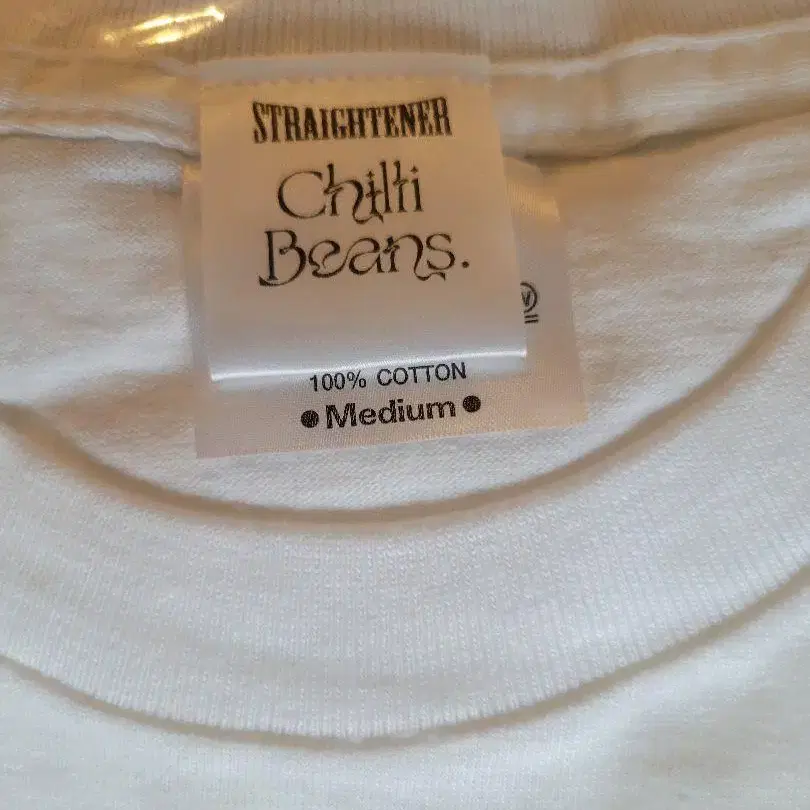 STRAIGHTENER
Chilli
Beans.
100% COTTON
●Medium●